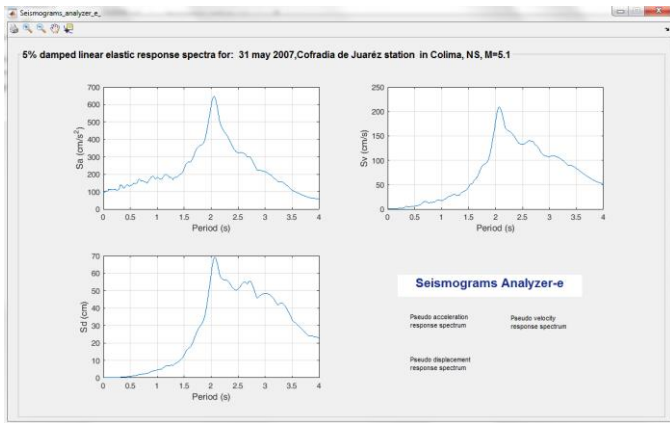 Seismograms_analyzer_e_
5% damped linear elastic response spectra for: 31 may 2007,Cofradia de Juaréz station in Colima, NS, M=5.1
700
600
500
400
300
200
100
0
Sa (cm/s²)
0 0.5 1 1.5 2 2.5 3 3.5 4
Period (s)
250
200
150
100
50
0
Sv (cm/s)
0 0.5 1 1.5 2 2.5 3 3.5 4
Period (s)
70
60
50
40
30
20
10
0
Sd (cm)
0 0.5 1 1.5 2 2.5 3 3.5 4
Period (s)
Seismograms Analyzer-e
Pseudo acceleration
response spectrum
Pseudo velocity
response spectrum
Pseudo displacement
response spectrum